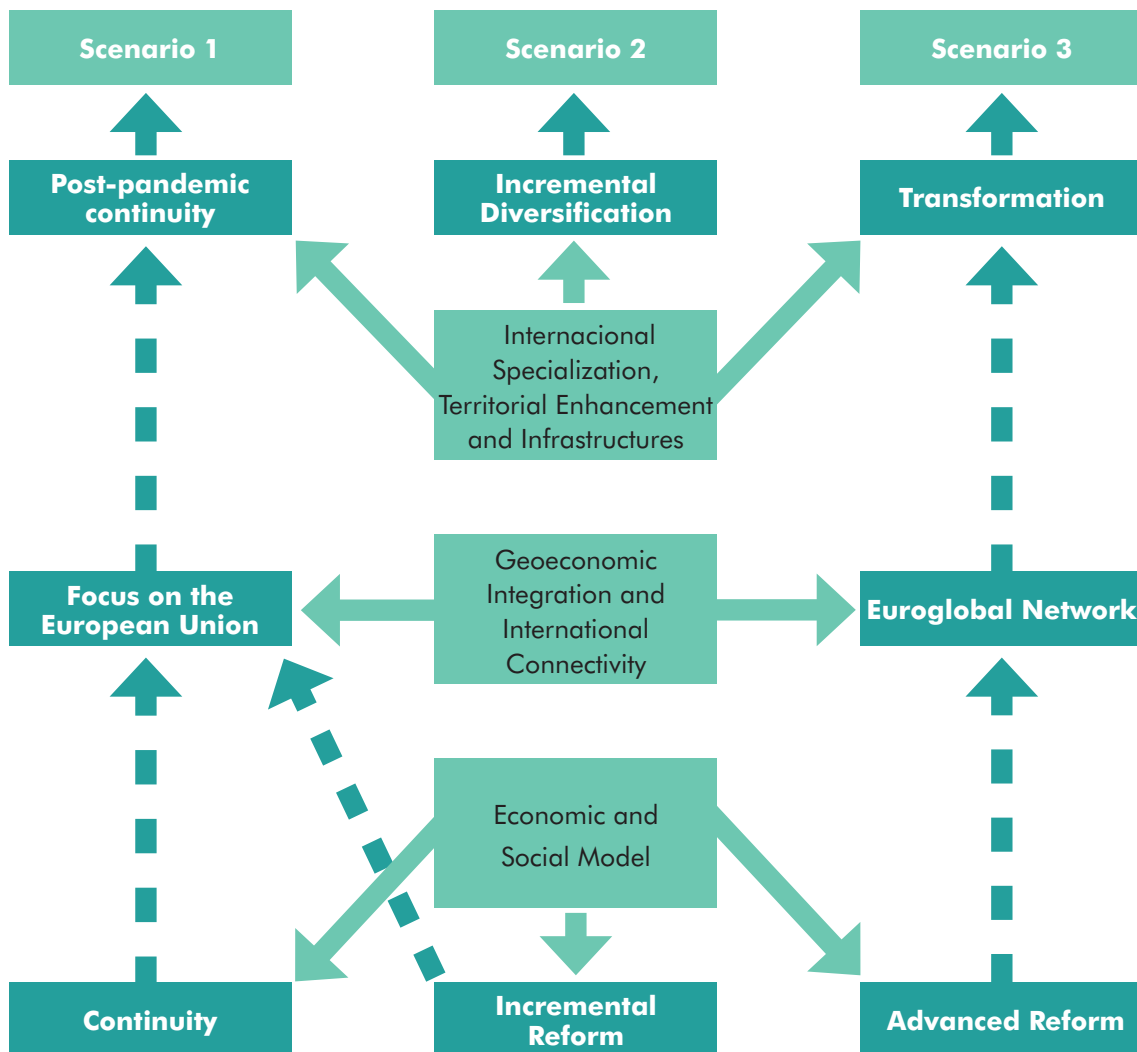 Scenario 1
Scenario 2
Scenario 3
Post-pandemic
continuity
Incremental
Diversification
Transformation
Internacional
Specialization,
Territorial Enhancement
and Infrastructures
Focus on the
European Union
Geoeconomic
Integration and
International
Connectivity
Euroglobal Network
Economic and
Social Model
Continuity
Incremental
Reform
Advanced Reform